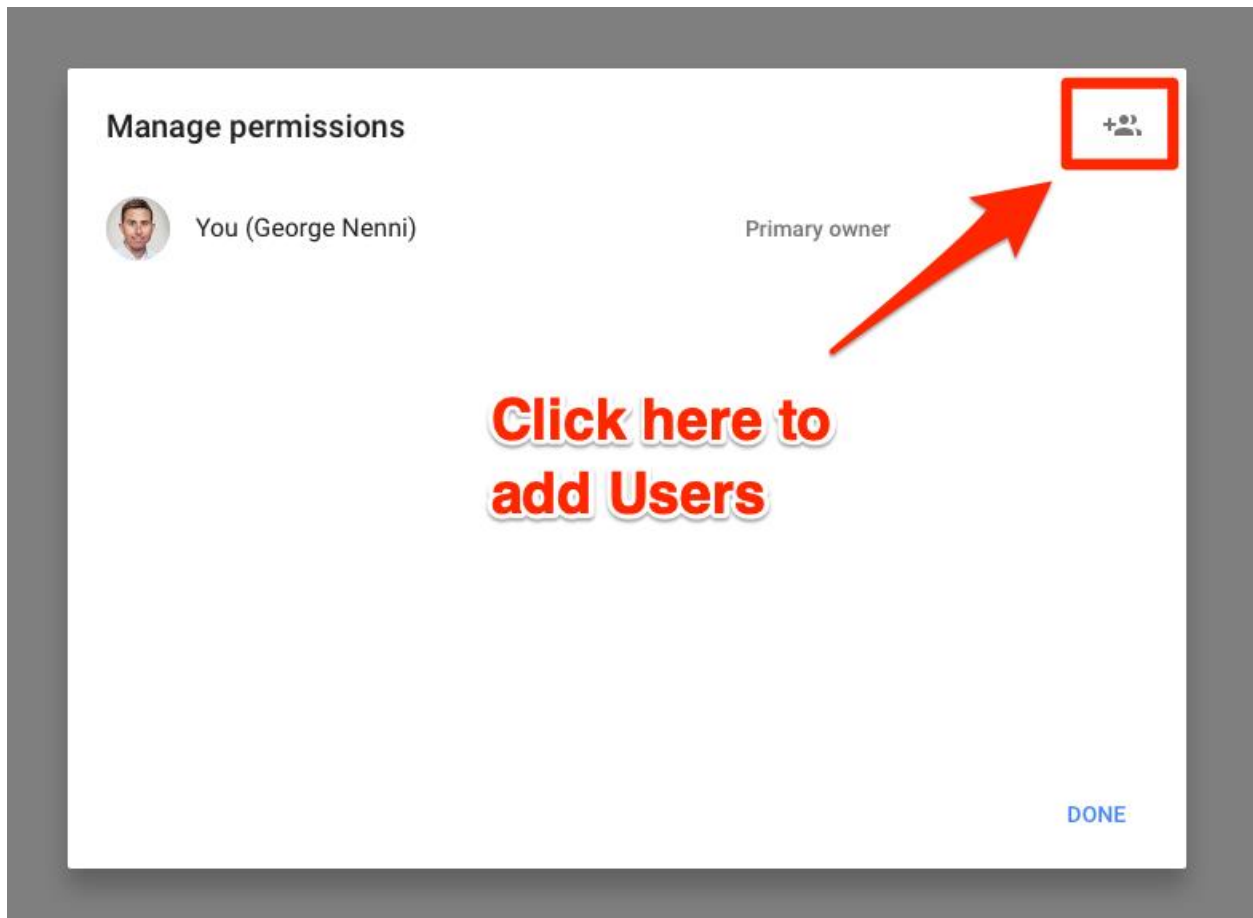 Manage permissions
You (George Nenni)
Primary owner
Click here to
add Users
DONE